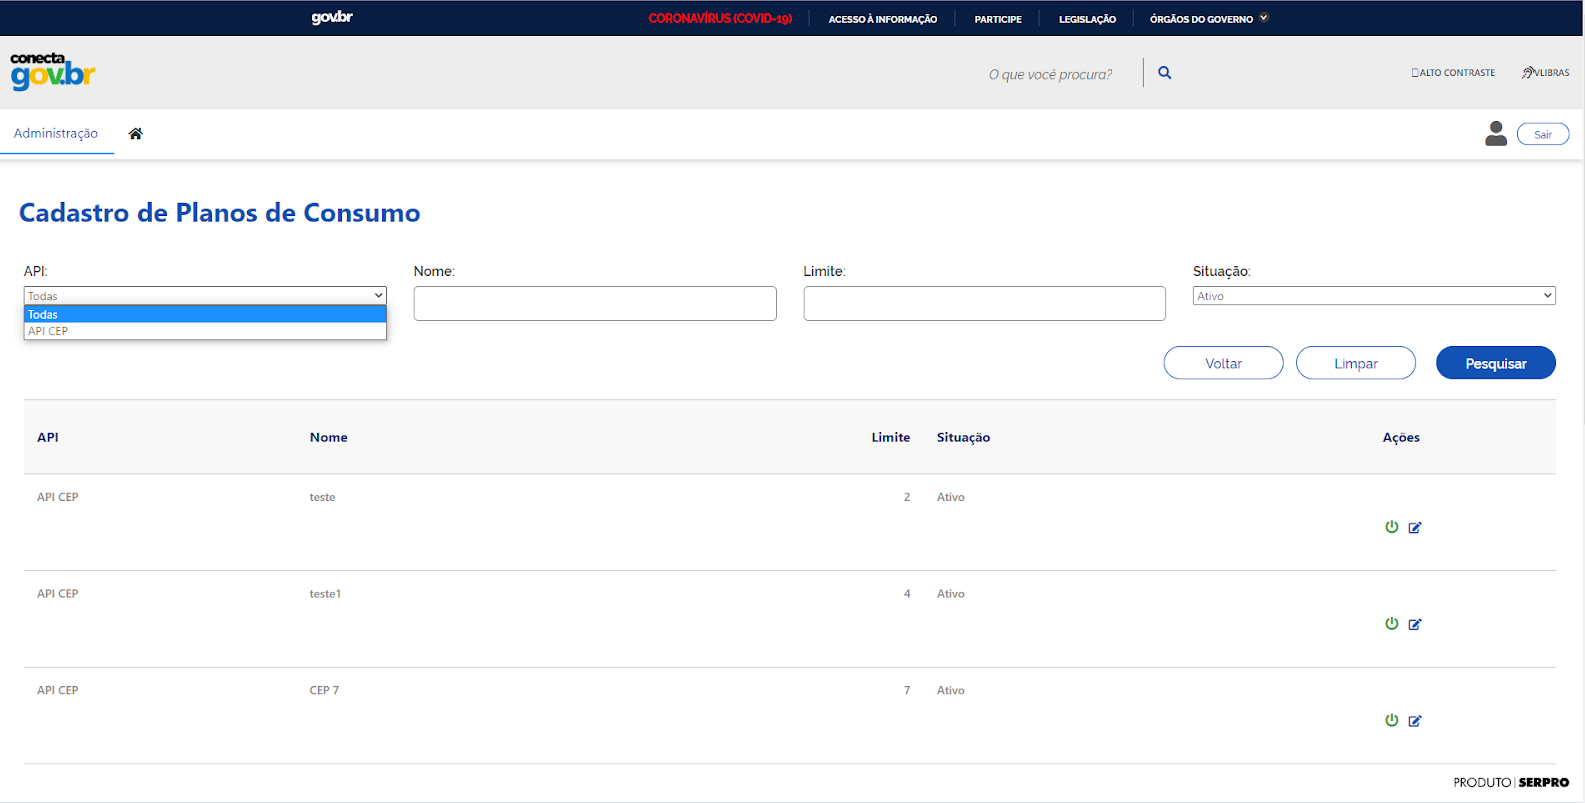 gov.br CORONAVÍRUS (COVID-19) ACESSO À INFORMAÇÃO PARTICIPE LEGISLAÇÃO ÓRGÃOS DO GOVERNO
conecta
gov.br
O que você procura? ALTO CONTRASTE VLIBRAS
Administração Sair
Cadastro de Planos de Consumo
API: Nome: Limite: Situação:
Todas Ativo
Todas
API CEP
Voltar Limpar Pesquisar
API Nome Limite Situação Ações
API CEP teste 2 Ativo
API CEP teste1 4 Ativo
API CEP CEP 7 7 Ativo
PRODUTO | SERPRO